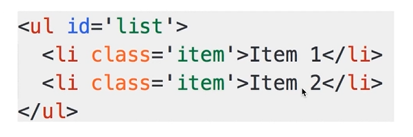 <ul id='list'>
  <li class='item'>Item 1</li>
  <li class='item'>Item 2</li>
</ul>